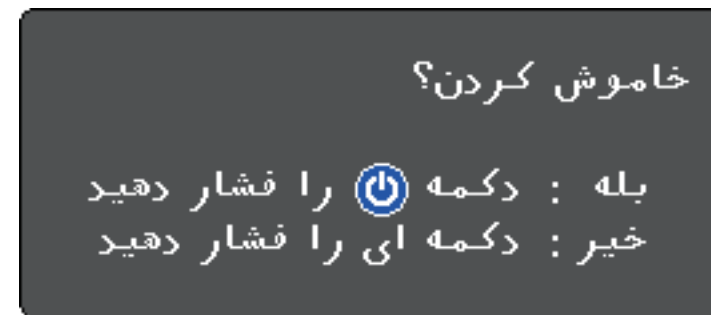 خاموش کردن؟
بله : دکمه را فشار دهید
خیر : دکمه ای را فشار دهید